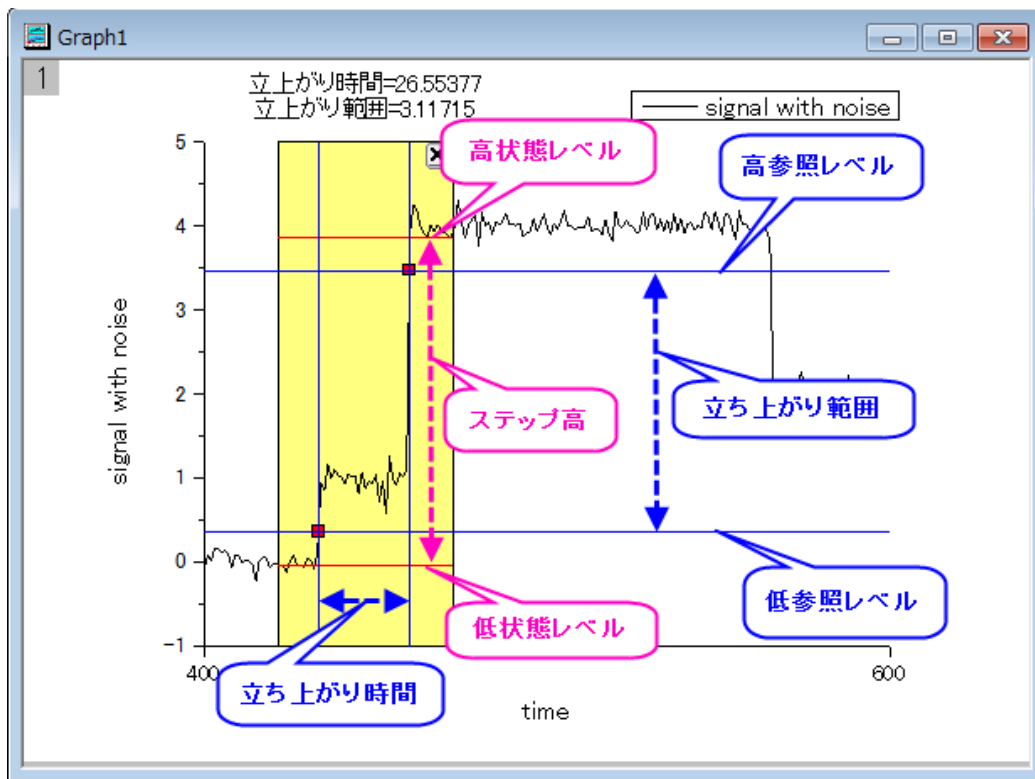 Graph1
1
立上がり時間=26.55377
立上がり範囲=3.11715
signal with noise
高状態レベル
高参照レベル
5
4
3
2
1
0
-1
signal with noise
ステップ高
立ち上がり範囲
低状態レベル
低参照レベル
400
600
立ち上がり時間
time